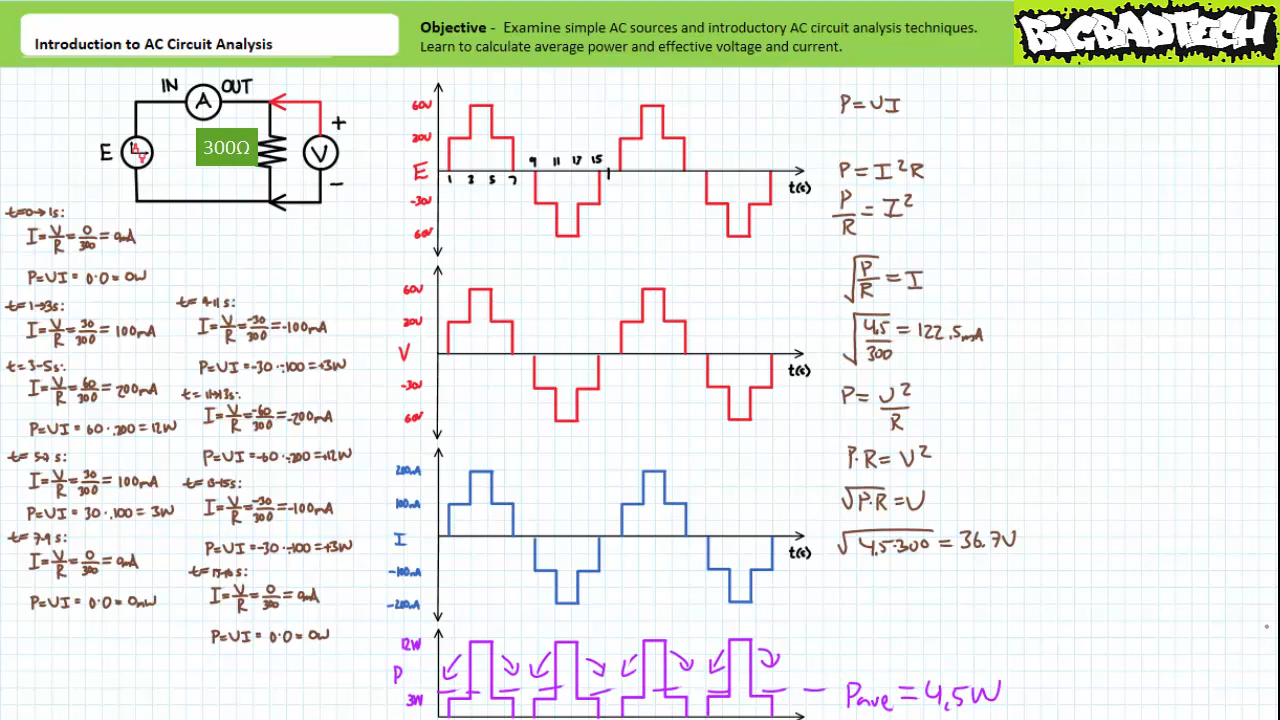 Introduction to AC Circuit Analysis
Objective - Examine simple AC sources and introductory AC circuit analysis techniques.
Learn to calculate average power and effective voltage and current.
BIGBADTECH
IN OUT
A
E
300Ω
V
+
-
t=0→1s:
I=V/R=0/300=0mA
P=VI=0·0=0W
t=1→3s:
I=V/R=30/300=100mA
t=3-5s:
I=V/R=60/300=200mA
P=VI=60·.200=12W
t=5-7s:
I=V/R=30/300=100mA
P=VI=30·.100=3W
t=7-9s:
I=V/R=0/300=0mA
P=VI=0·0=0mW
t=9-11s:
I=V/R=-30/300=-100mA
P=VI=-30·-.100=+3W
t=11→13s:
I=V/R=-60/300=-200mA
P=VI=-60·-.200=+12W
t=13-15s:
I=V/R=-30/300=-100mA
P=VI=-30·-.100=+3W
I=V/R=0/300=0mA
P=VI=0·0=0W
60V
30V
E
-30V
60V
1 3 5 7
9 11 13 15
t(s)
60V
30V
V
-30V
60V
t(s)
200mA
100mA
I
-100mA
-200mA
t(s)
12W
P
3W
P=VI
P=I²R
P/R=I²
√P/R=I
√4.5/300=122.5mA
P=V²/R
P·R=V²
√P·R=V
√4.5·300=36.7V
Pave=4.5W